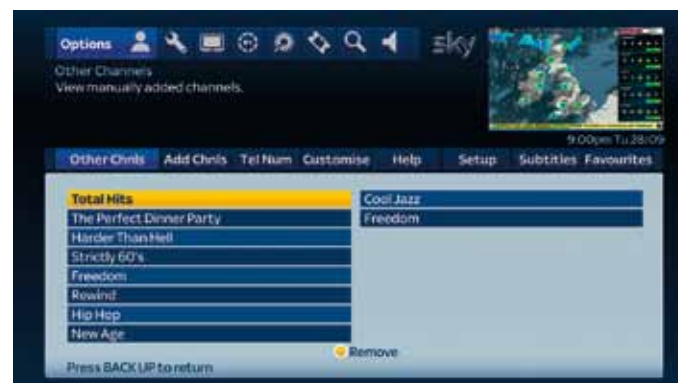 Options
sky
Other Channels
View manually added channels.
9.00pm Tu 28/09
Other Chnls Add Chnls Tel Num Customise Help Setup Subtitles Favourites
Total Hits
The Perfect Dinner Party
Harder Than Hell
Strictly 60's
Freedom
Rewind
Hip Hop
New Age
Cool Jazz
Freedom
Remove
Press BACK UP to return